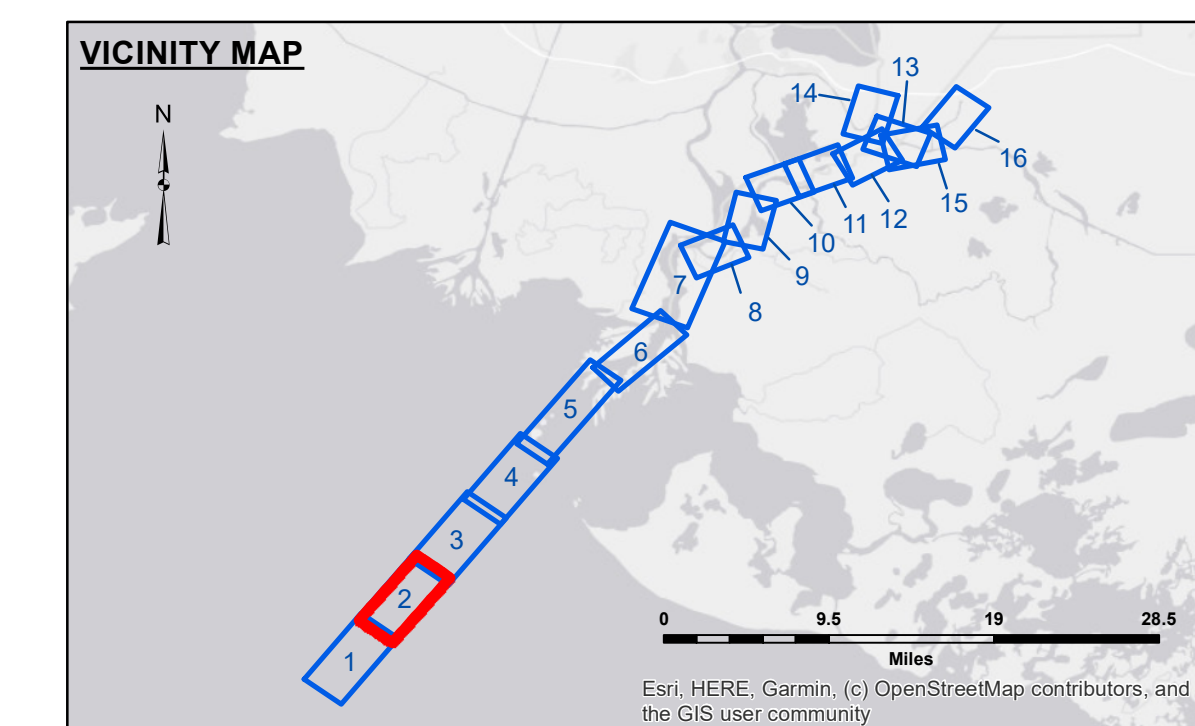 VICINITY MAP
N
13
14
16
15
12
11
10
9
7
8
6
5
4
3
2
1
0 9.5 19 28.5
Miles
Esri, HERE, Garmin, (c) OpenStreetMap contributors, and
the GIS user community